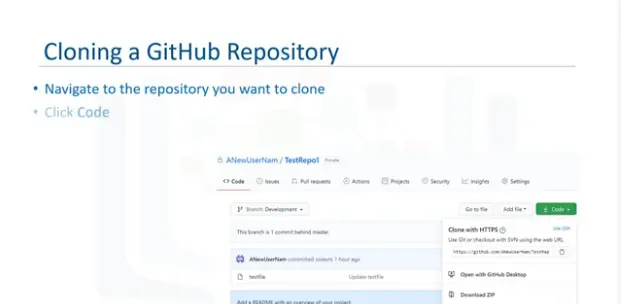 Cloning a GitHub Repository
• Navigate to the repository you want to clone
• Click Code
ANewUserNam / TestRepo1 Private
<> Code Issues Pull requests Actions Projects Security Insights Settings
Branch: Development Go to file Add file Code
This branch is 1 commit behind master.
Clone with HTTPS Use SSH
Use Git or checkout with SVN using the web URL.
ANewUserNam committed 1 hour ago
https://github.com/ANewUserNam/TestRep
testfile Update testfile
Open with GitHub Desktop
Add a README with an overview of your project.
Download ZIP